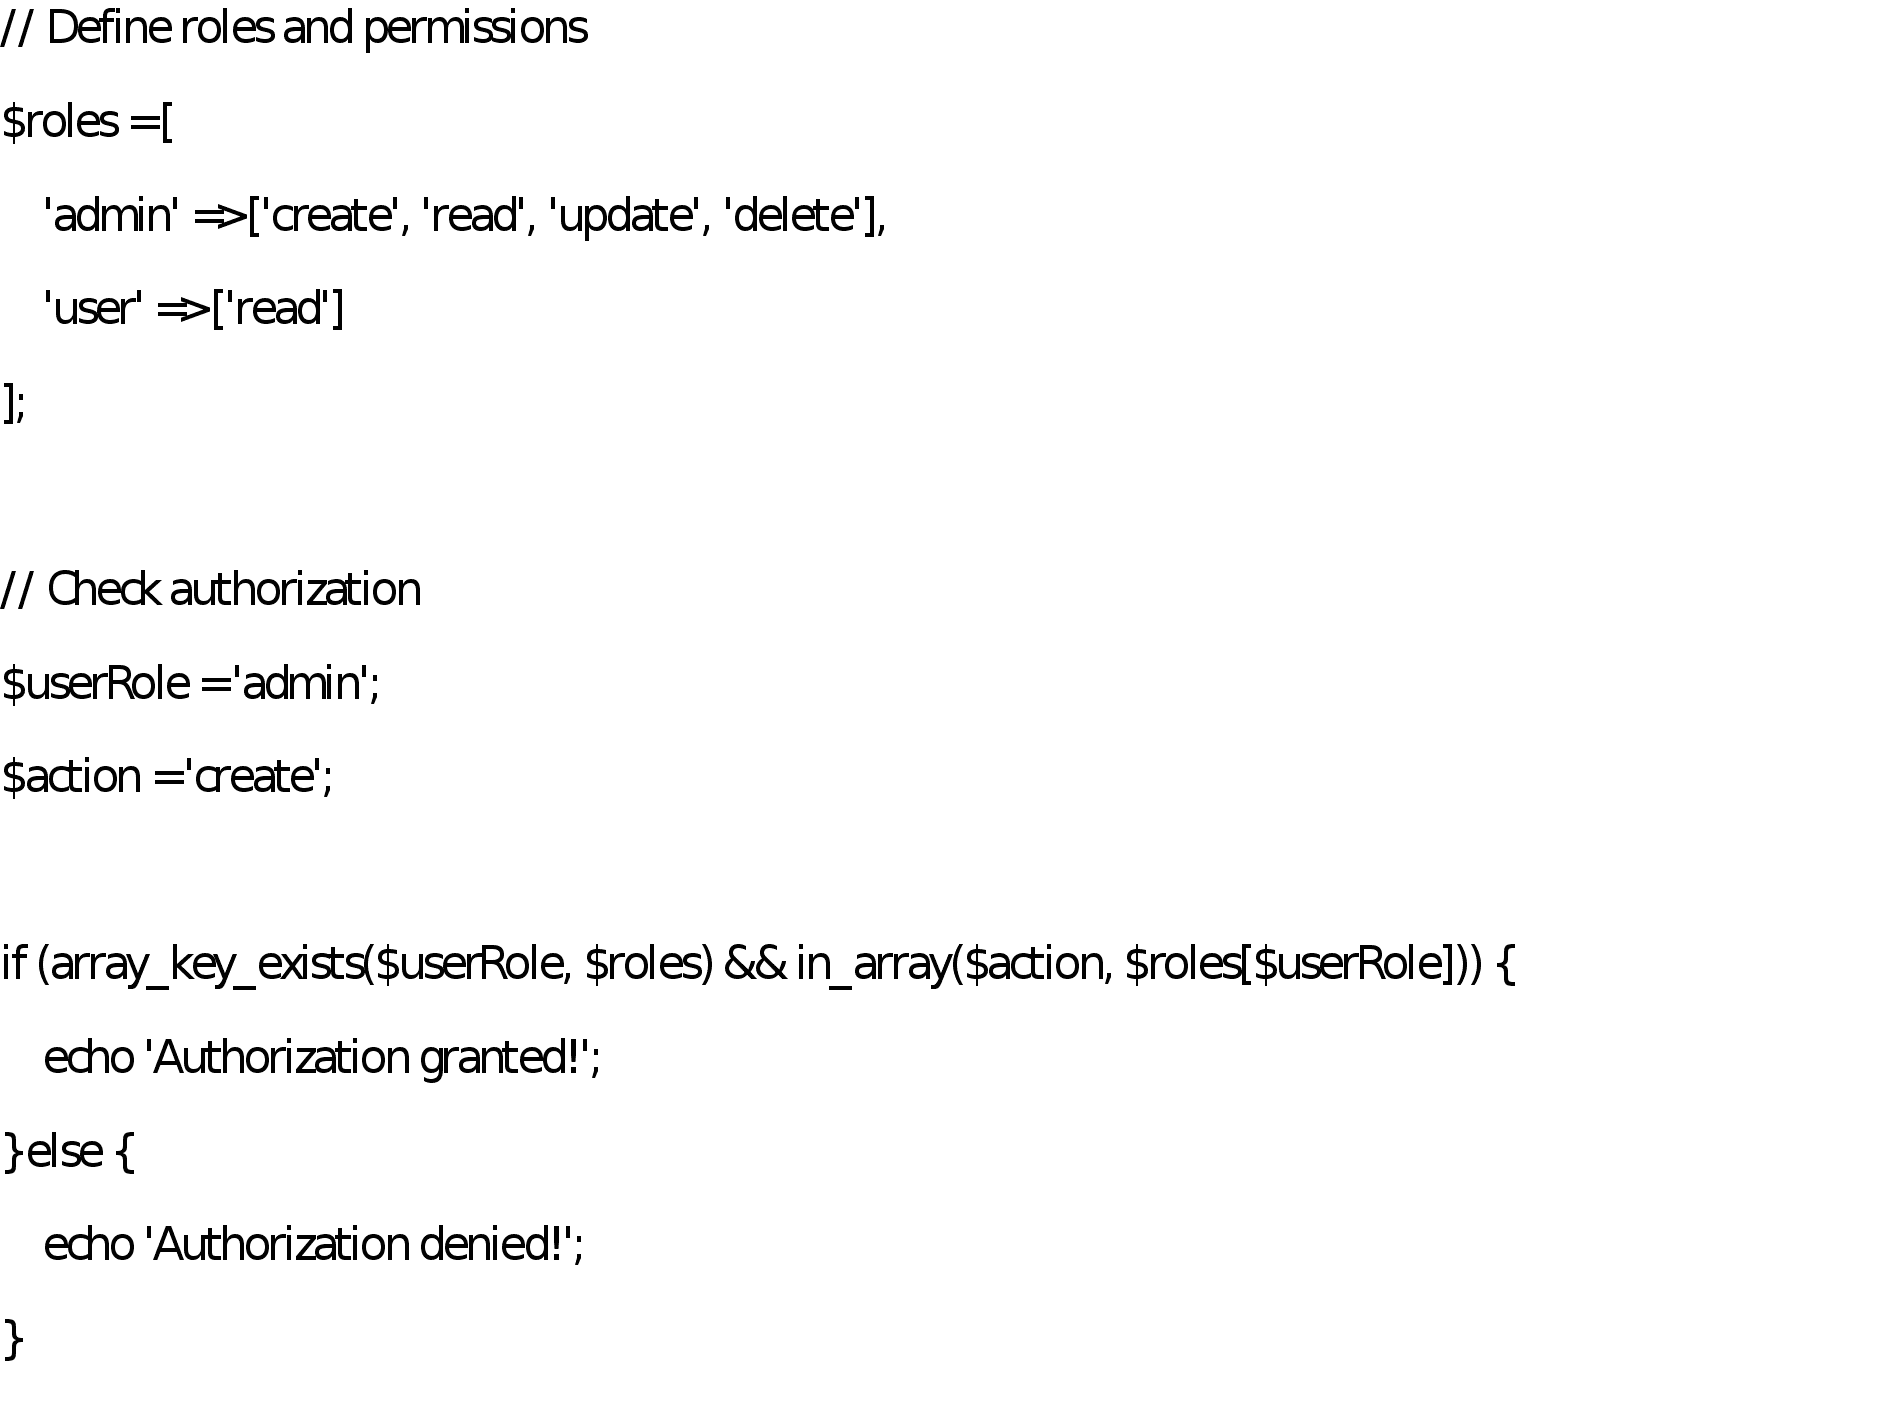 // Define roles and permissions
$roles = [
    'admin' => ['create', 'read', 'update', 'delete'],
    'user' => ['read']
];
// Check authorization
$userRole = 'admin';
$action = 'create';
if (array_key_exists($userRole, $roles) && in_array($action, $roles[$userRole])) {
    echo 'Authorization granted!';
} else {
    echo 'Authorization denied!';
}